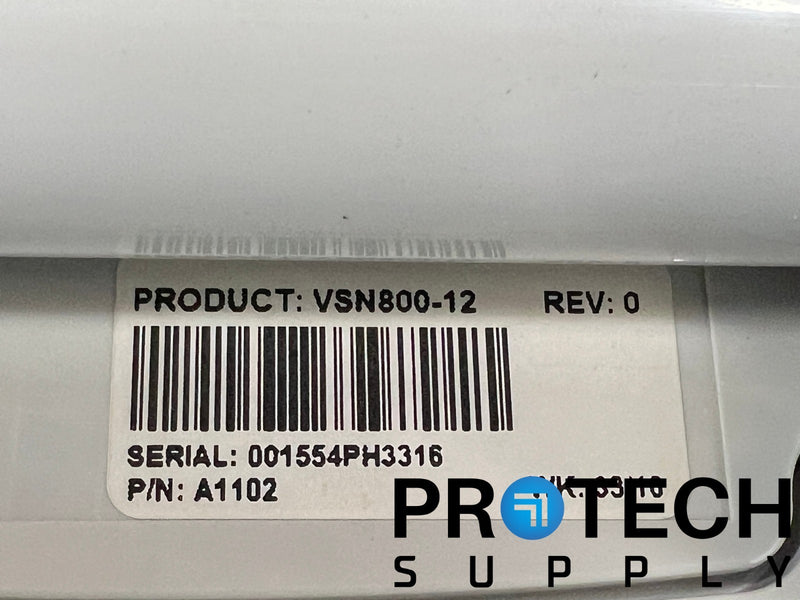 PRODUCT: VSN800-12 REV: 0
SERIAL: 001554PH3316
P/N: A1102
PROTECH
SUPPLY